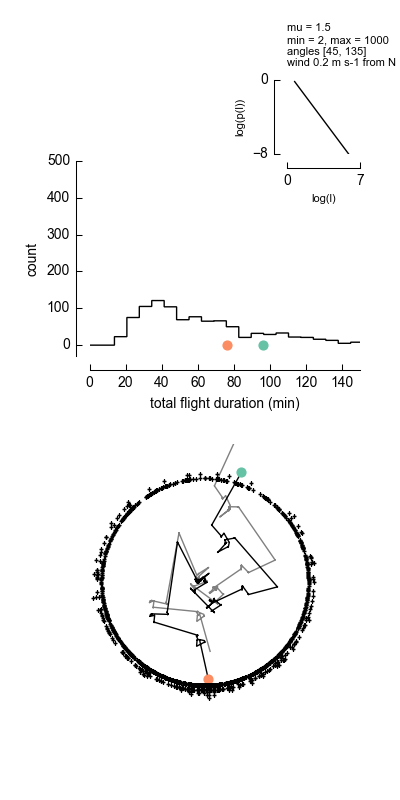 mu = 1.5
min = 2, max = 1000
angles [45, 135]
wind 0.2 m s-1 from N
0
−8
log(p(l))
0 7
log(l)
500
400
300
200
100
0
count
0 20 40 60 80 100 120 140
total flight duration (min)